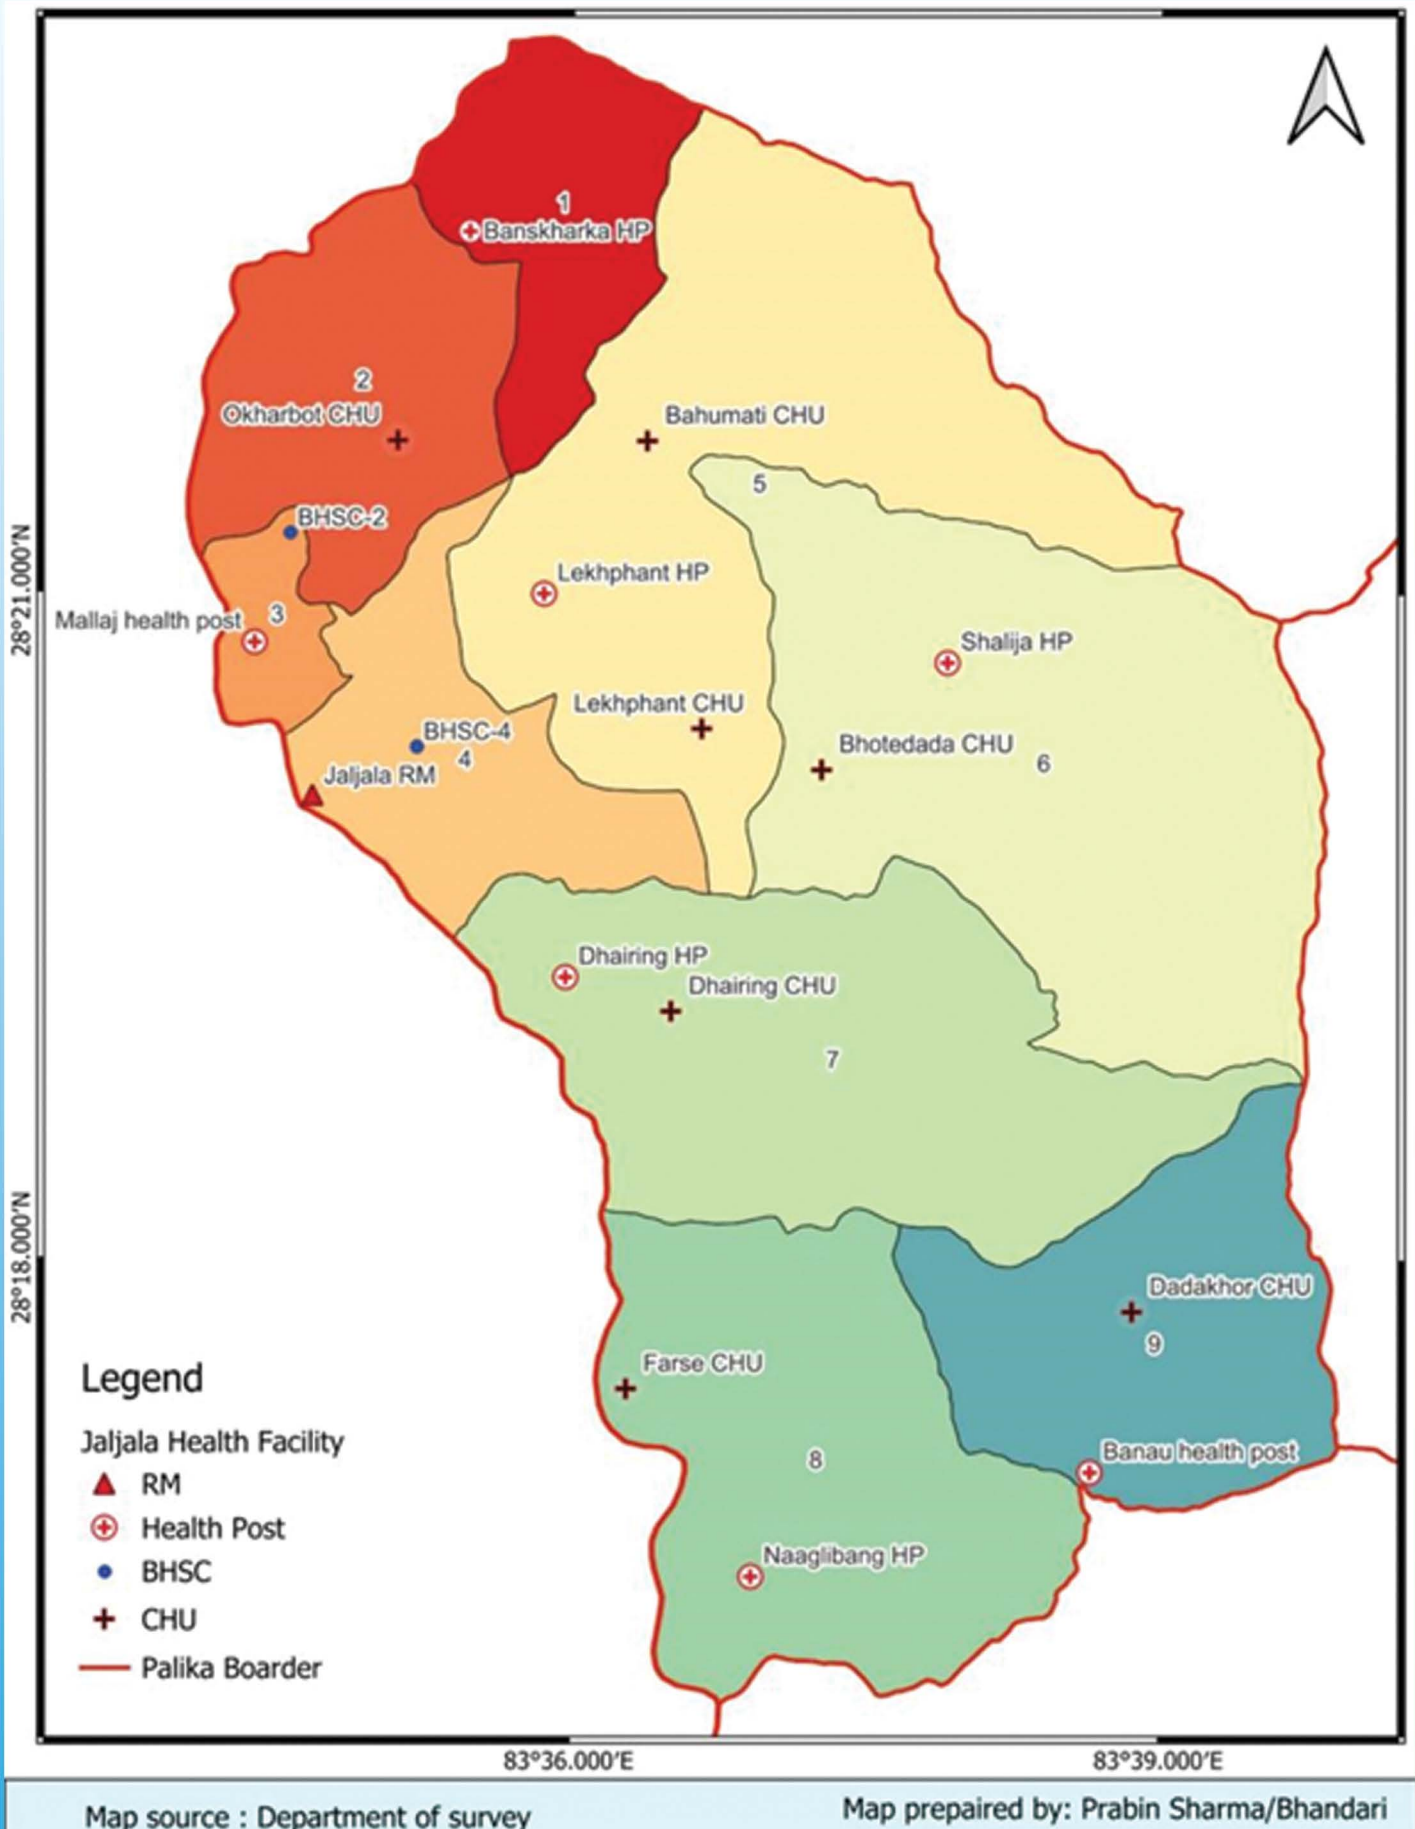 1
Banskharka HP
2
Okharbot CHU
Bahumati CHU
5
BHSC-2
Lekhphant HP
Mallaj health post
3
Shalija HP
Lekhphant CHU
BHSC-4
4
Bhotedada CHU
6
Jaljala RM
Dhairing HP
Dhairing CHU
7
Dadakhor CHU
9
Farse CHU
8
Banau health post
Naaglibang HP
28°21.000'N
28°18.000'N
Legend
Jaljala Health Facility
RM
Health Post
BHSC
CHU
Palika Boarder
83°36.000'E
83°39.000'E
Map source : Department of survey
Map prepaired by: Prabin Sharma/Bhandari